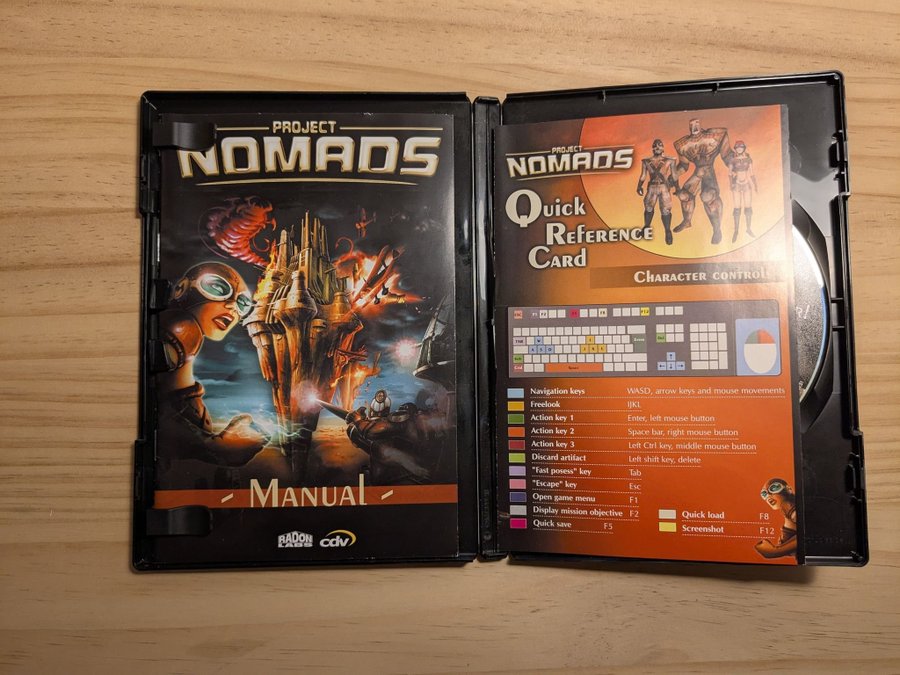 PROJECT
NOMADS
- MANUAL -
RADON
LABS
cdv
PROJECT
NOMADS
QUICK
REFERENCE
CARD
CHARACTER CONTROL
Navigation keys WASD, arrow keys and mouse movements
Freelook IJKL
Action key 1 Enter, left mouse button
Action key 2 Space bar, right mouse button
Action key 3 Left Ctrl key, middle mouse button
Discard artifact Left shift key, delete
"Fast posess" key Tab
"Escape" key Esc
Open game menu F1
Display mission objective F2
Quick save F5
Quick load F8
Screenshot F12